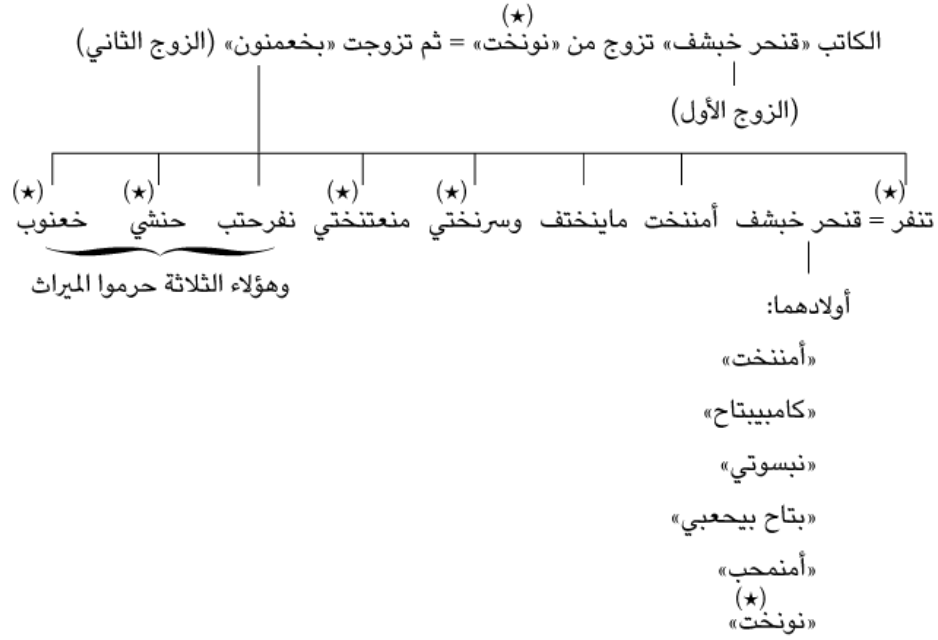 (★)
الكاتب «قنحر خبشف» تزوج من «نونخت» = ثم تزوجت «بخعمنون» (الزوج الثاني)
(الزوج الأول)
(★) (★) (★) (★) (★)
تنفر = قنحر خبشف أمننخت ماينختف وسرنختي منعتنختي نفرحتب حنشي خعنوب
وهؤلاء الثلاثة حرموا الميراث
أولادهما:
«أمننخت»
«كامبيبتاح»
«نبسوتي»
«بتاح بيحعبي»
«أمنمحب»
(★)
«نونخت»